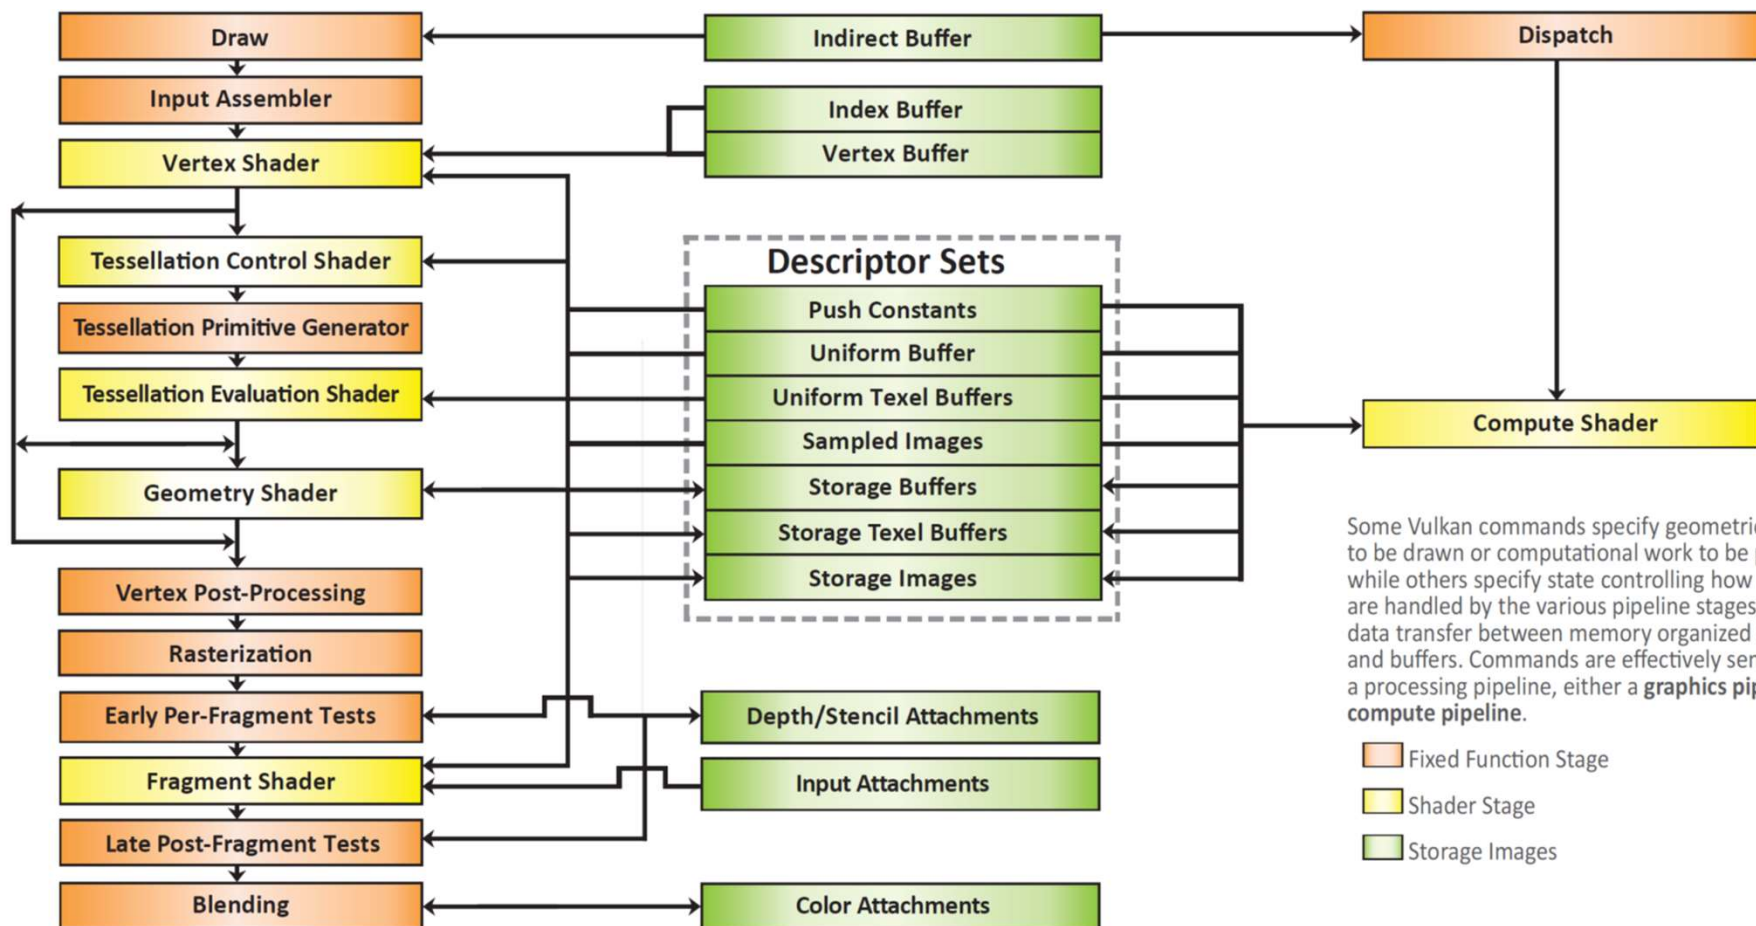 Draw
Input Assembler
Vertex Shader
Tessellation Control Shader
Tessellation Primitive Generator
Tessellation Evaluation Shader
Geometry Shader
Vertex Post-Processing
Rasterization
Early Per-Fragment Tests
Fragment Shader
Late Post-Fragment Tests
Blending
Indirect Buffer
Index Buffer
Vertex Buffer
Descriptor Sets
Push Constants
Uniform Buffer
Uniform Texel Buffers
Sampled Images
Storage Buffers
Storage Texel Buffers
Storage Images
Depth/Stencil Attachments
Input Attachments
Color Attachments
Dispatch
Compute Shader
Some Vulkan commands specify
to be drawn or computational work to be
while others specify state controlling how
are handled by the various pipeline stages
data transfer between memory organized
and buffers. Commands are effectively
a processing pipeline, either a graphics
compute pipeline.
Fixed Function Stage
Shader Stage
Storage Images